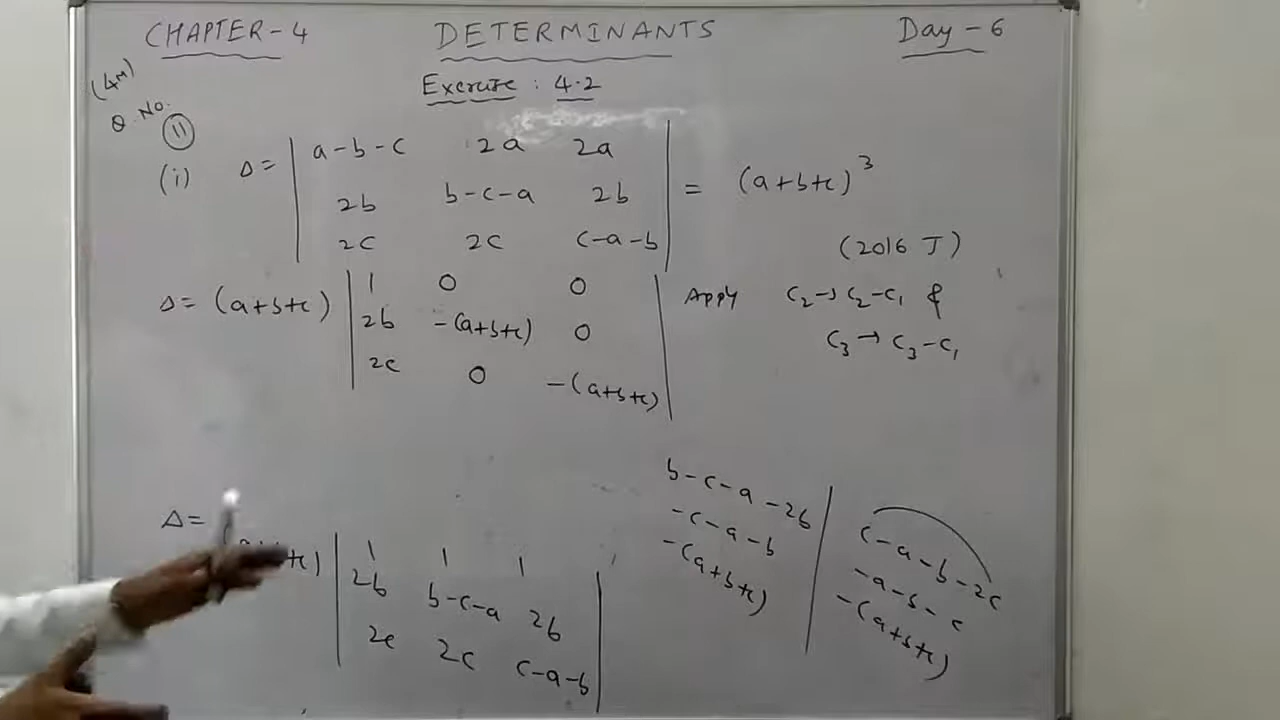 CHAPTER-4 DETERMINANTS Day-6
(4M) Exercise : 4.2
Q.No. 11
(i) Δ= | a-b-c 2a 2a |
| 2b b-c-a 2b | = (a+b+c)³
| 2c 2c c-a-b | (2016 J)
Δ= (a+b+c) | 1 0 0 | Apply C₂→C₂-C₁ &
| 2b -(a+b+c) 0 | C₃→C₃-C₁
| 2c 0 -(a+b+c) |
Δ= | 1 1 1 |
| 2b b-c-a 2b |
| 2c 2c c-a-b |
b-c-a-2b
-c-a-b
-(a+b+c)
c-a-b-2c
-a-b-c
-(a+b+c)